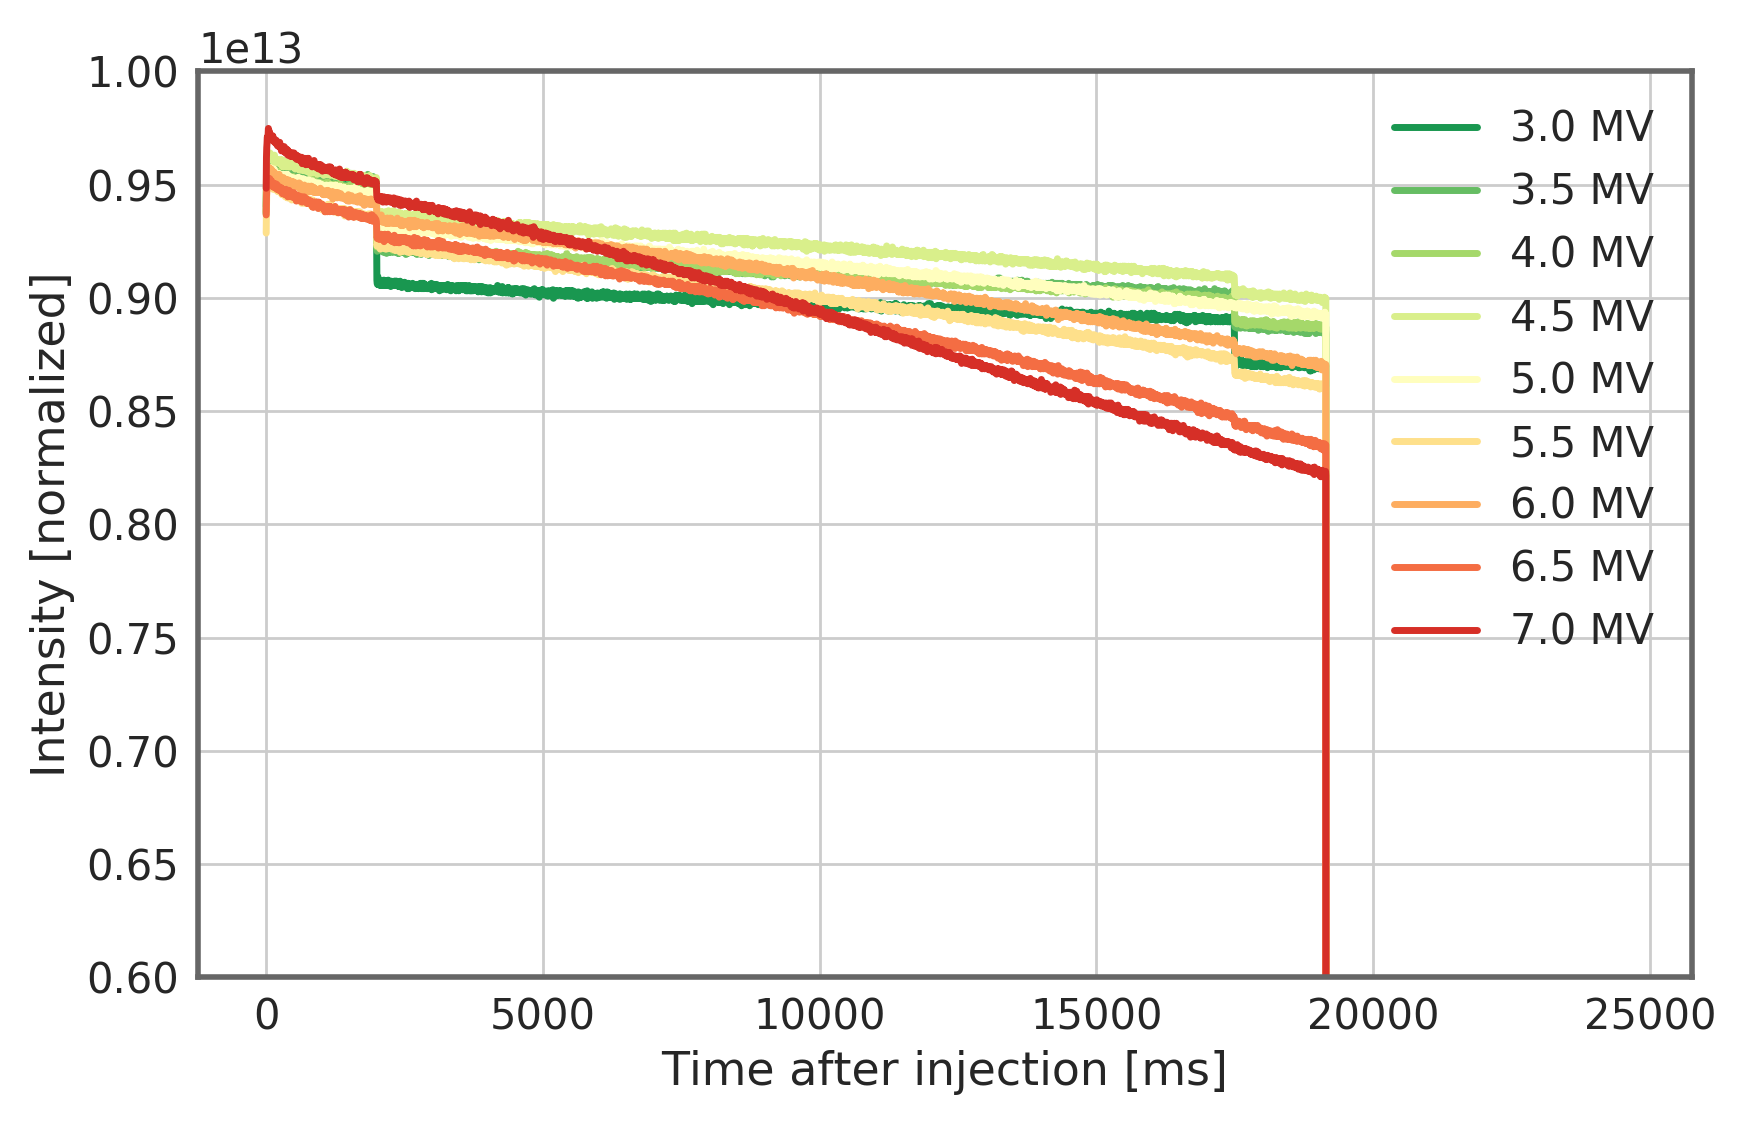 1e13
1.00
0.95
0.90
0.85
0.80
0.75
0.70
0.65
0.60
Intensity [normalized]
0 5000 10000 15000 20000 25000
Time after injection [ms]
3.0 MV
3.5 MV
4.0 MV
4.5 MV
5.0 MV
5.5 MV
6.0 MV
6.5 MV
7.0 MV